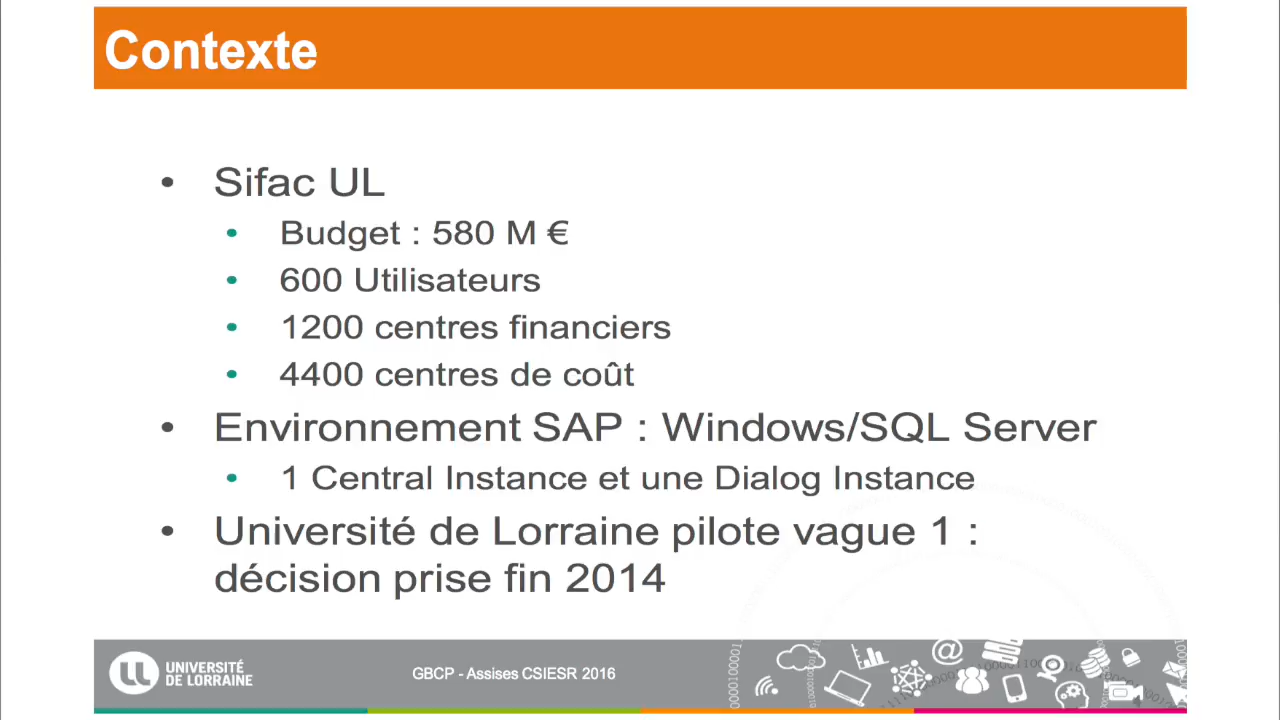 Contexte
• Sifac UL
• Budget : 580 M €
• 600 Utilisateurs
• 1200 centres financiers
• 4400 centres de coût
• Environnement SAP : Windows/SQL Server
• 1 Central Instance et une Dialog Instance
• Université de Lorraine pilote vague 1 :
décision prise fin 2014
UNIVERSITÉ
DE LORRAINE
GBCP - Assises CSIESR 2016